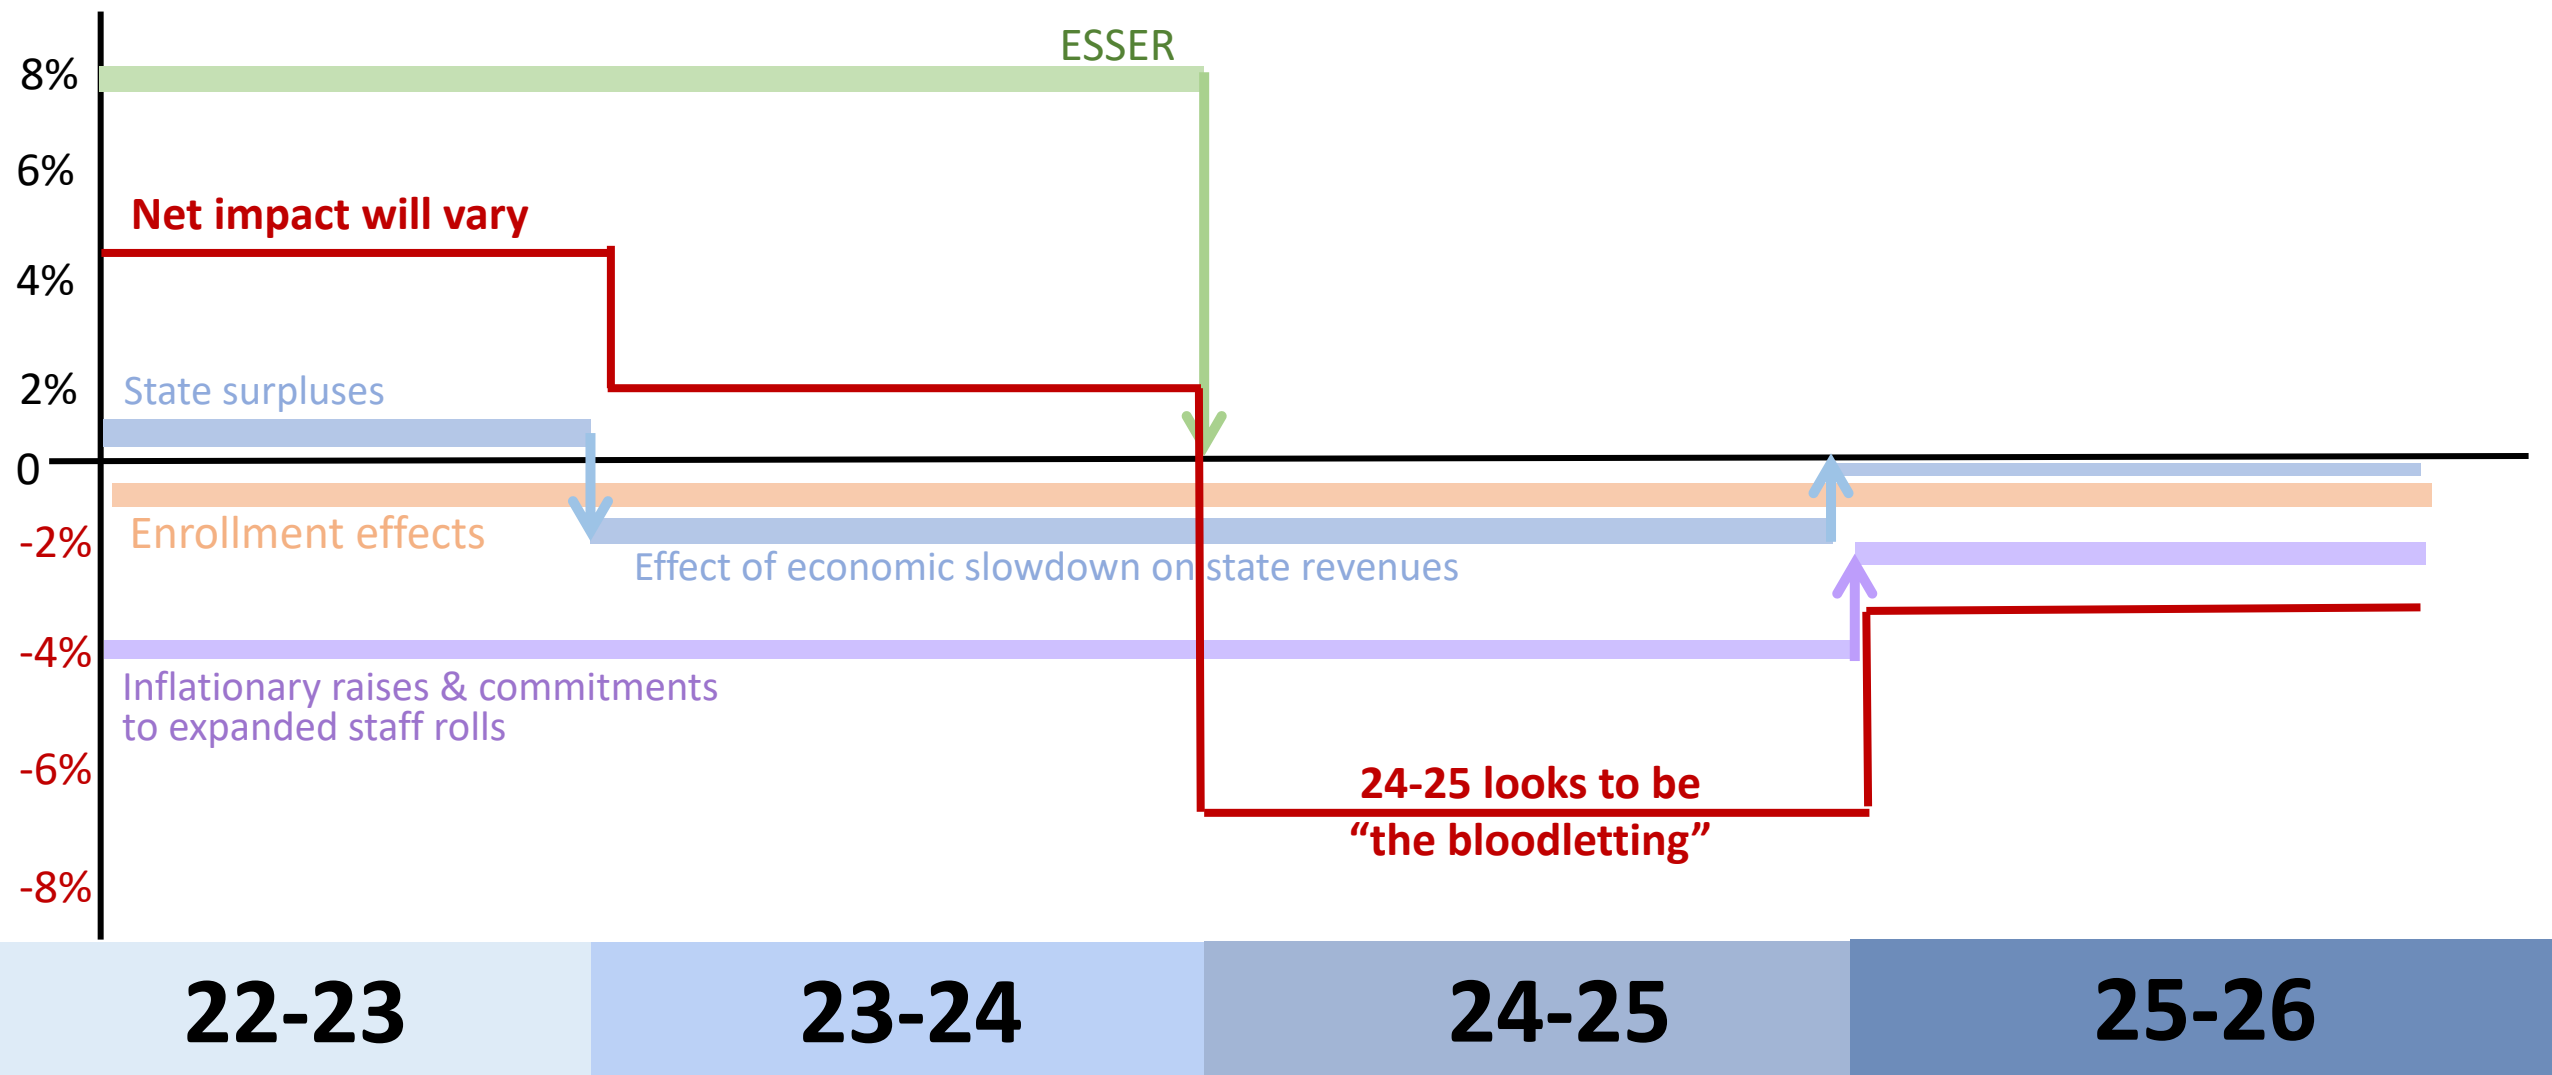 ESSER
8%
6%
Net impact will vary
4%
2%
State surpluses
0
-2%
Enrollment effects
Effect of economic slowdown on state revenues
-4%
Inflationary raises & commitments
to expanded staff rolls
-6%
24-25 looks to be
“the bloodletting”
-8%
22-23
23-24
24-25
25-26